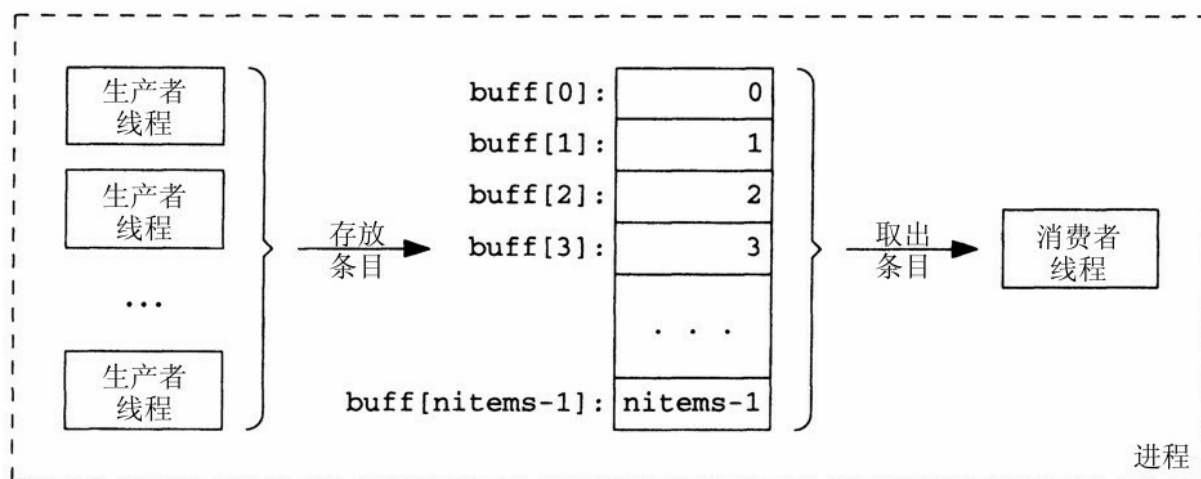 生产者
线程
生产者
线程
...
生产者
线程
存放
条目
buff[0]: 0
buff[1]: 1
buff[2]: 2
buff[3]: 3
. . .
buff[nitems-1]: nitems-1
取出
条目
消费者
线程
进程